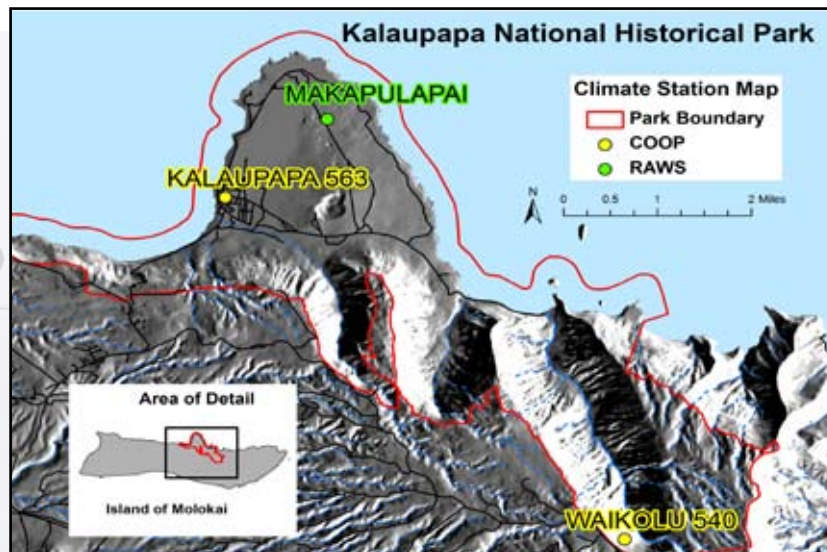 Kalaupapa National Historical Park
MAKAPULAPAI
Climate Station Map
Park Boundary
COOP
RAWS
KALAUPAPA 563
N
0 0.5 1 2 Miles
Area of Detail
Island of Molokai
WAIKOLU 540